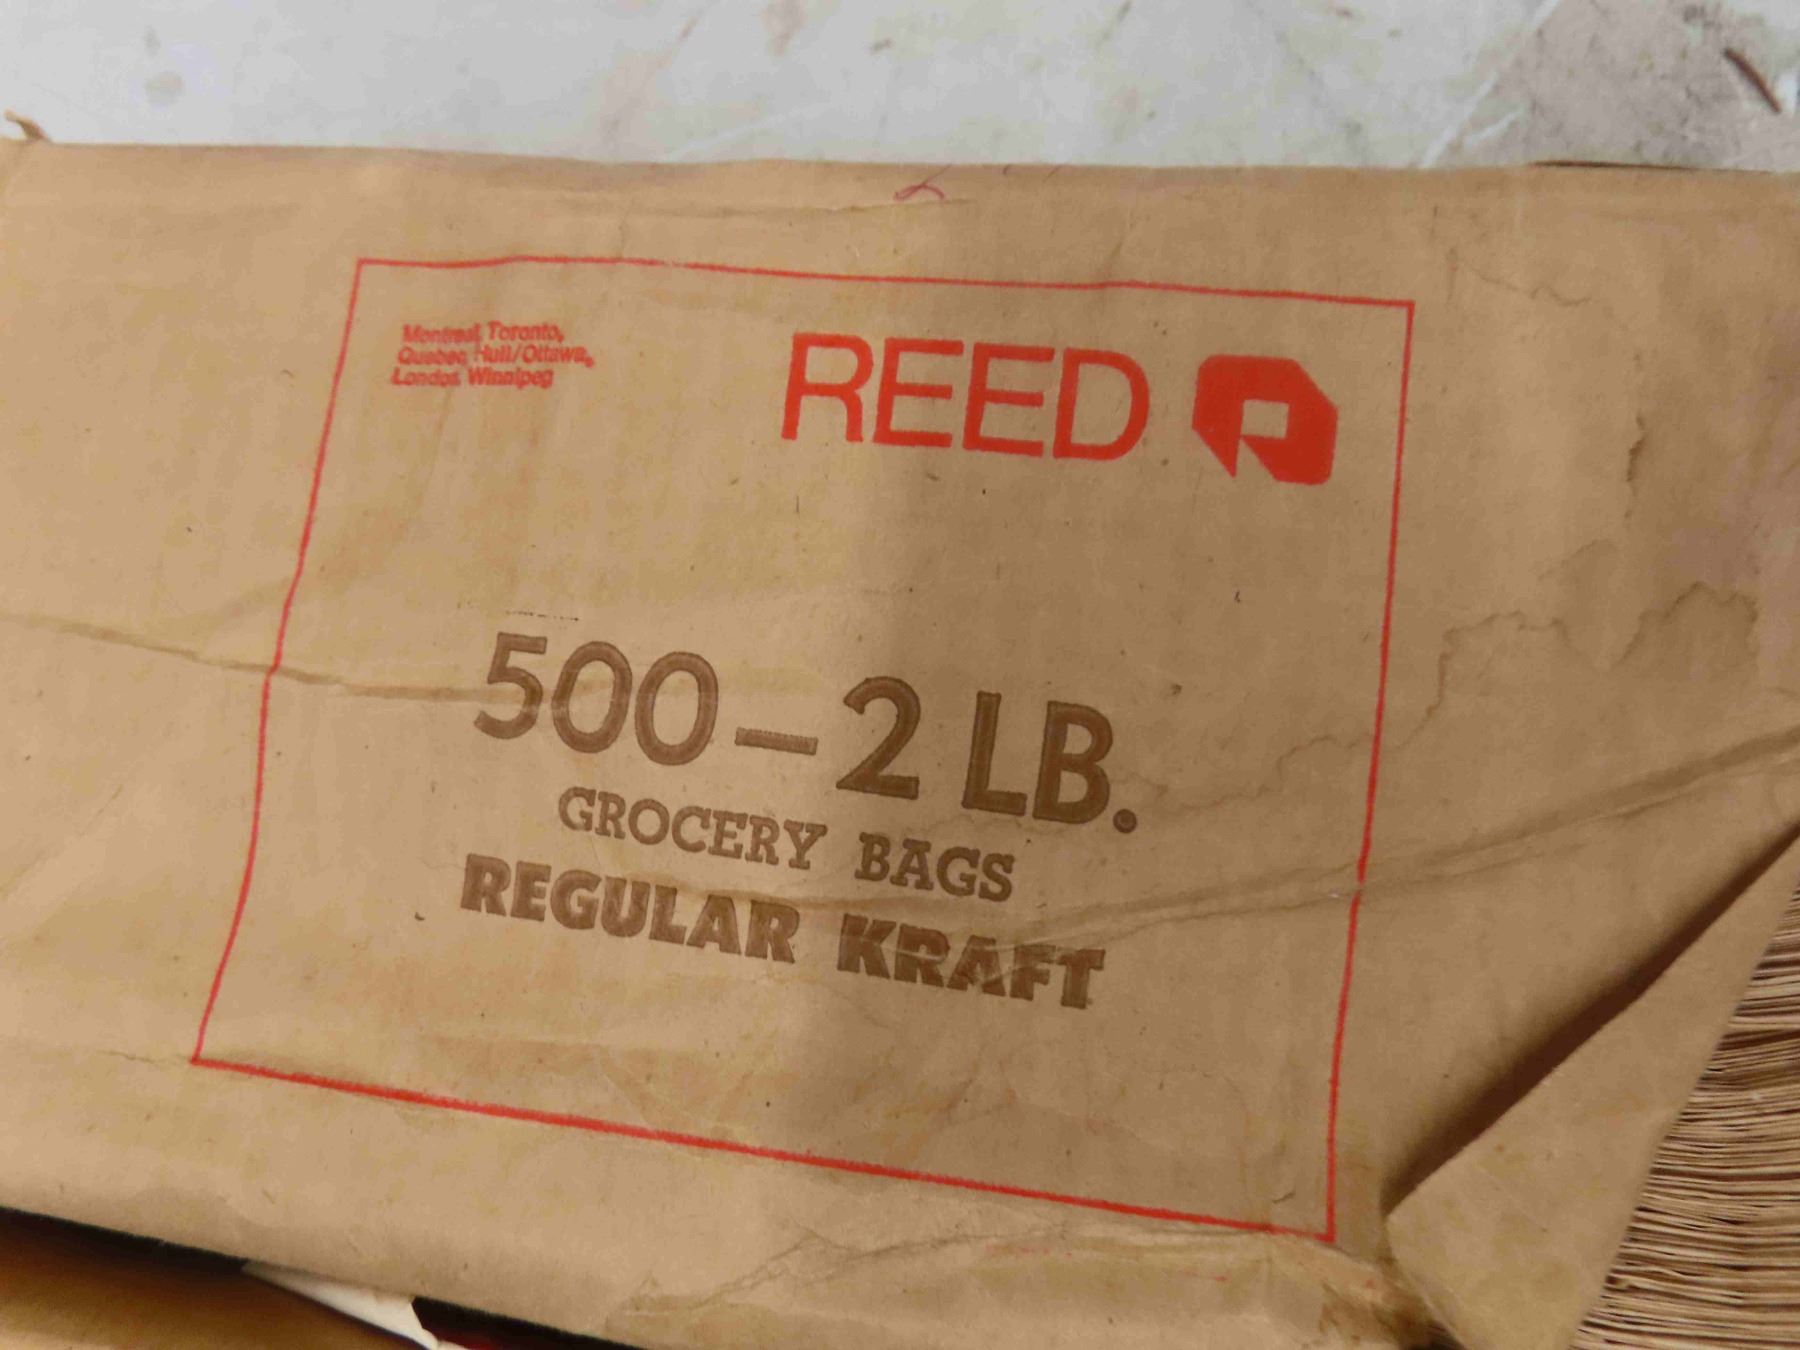 Montreal, Toronto,
Quebec, Hull/Ottawa,
London, Winnipeg
REED
500 – 2 LB.
GROCERY BAGS
REGULAR KRAFT